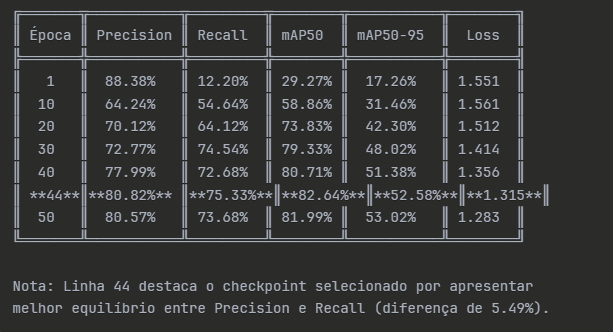 Época Precision Recall mAP50 mAP50-95 Loss
1 88.38% 12.20% 29.27% 17.26% 1.551
10 64.24% 54.64% 58.86% 31.46% 1.561
20 70.12% 64.12% 73.83% 42.30% 1.512
30 72.77% 74.54% 79.33% 48.02% 1.414
40 77.99% 72.68% 80.71% 51.38% 1.356
**44** **80.82%** **75.33%** **82.64%** **52.58%** **1.315**
50 80.57% 73.68% 81.99% 53.02% 1.283
Nota: Linha 44 destaca o checkpoint selecionado por apresentar
melhor equilíbrio entre Precision e Recall (diferença de 5.49%).